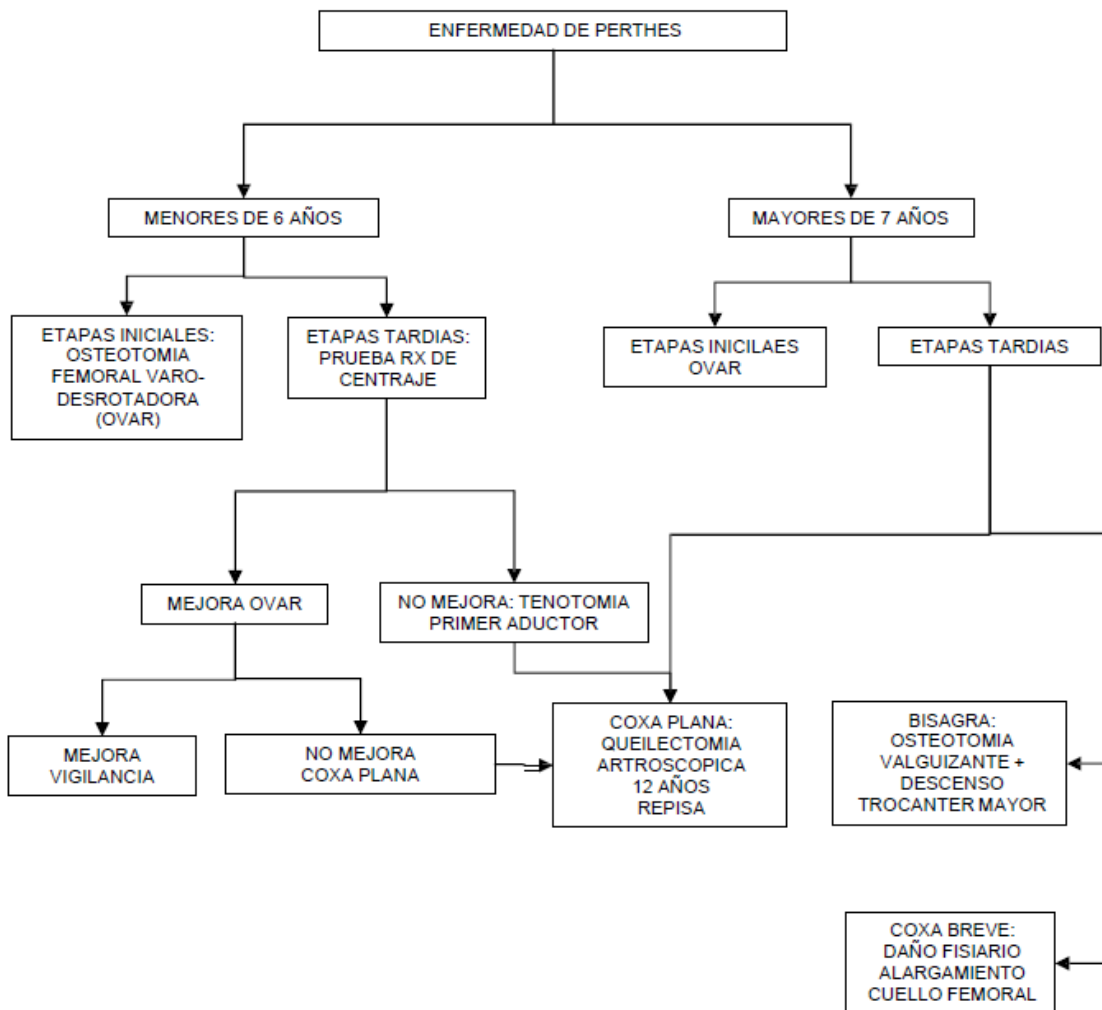 ENFERMEDAD DE PERTHES
MENORES DE 6 AÑOS
MAYORES DE 7 AÑOS
ETAPAS INICIALES:
OSTEOTOMIA
FEMORAL VARO-
DESROTADORA
(OVAR)
ETAPAS TARDIAS:
PRUEBA RX DE
CENTRAJE
ETAPAS INICILAES
OVAR
ETAPAS TARDIAS
MEJORA OVAR
NO MEJORA: TENOTOMIA
PRIMER ADUCTOR
MEJORA
VIGILANCIA
NO MEJORA
COXA PLANA
COXA PLANA:
QUEILECTOMIA
ARTROSCOPICA
12 AÑOS
REPISA
BISAGRA:
OSTEOTOMIA
VALGUIZANTE +
DESCENSO
TROCANTER MAYOR
COXA BREVE:
DAÑO FISIARIO
ALARGAMIENTO
CUELLO FEMORAL